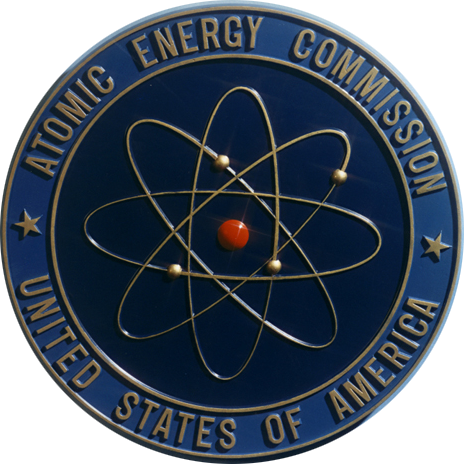 ATOMIC ENERGY COMMISSION
UNITED STATES OF AMERICA